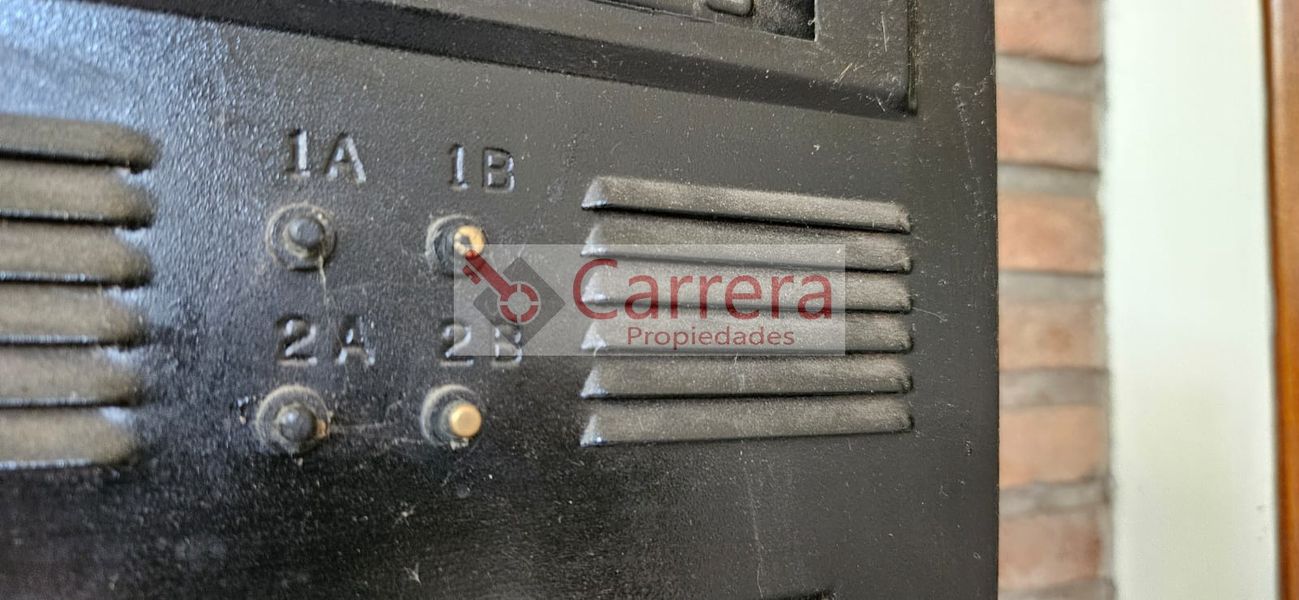 1A 1B
Carrera
Propiedades
2A 2B